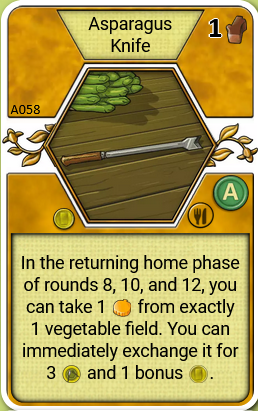 Asparagus
Knife
1
A058
A
In the returning home phase
of rounds 8, 10, and 12, you
can take 1 from exactly
1 vegetable field. You can
immediately exchange it for
3 and 1 bonus .